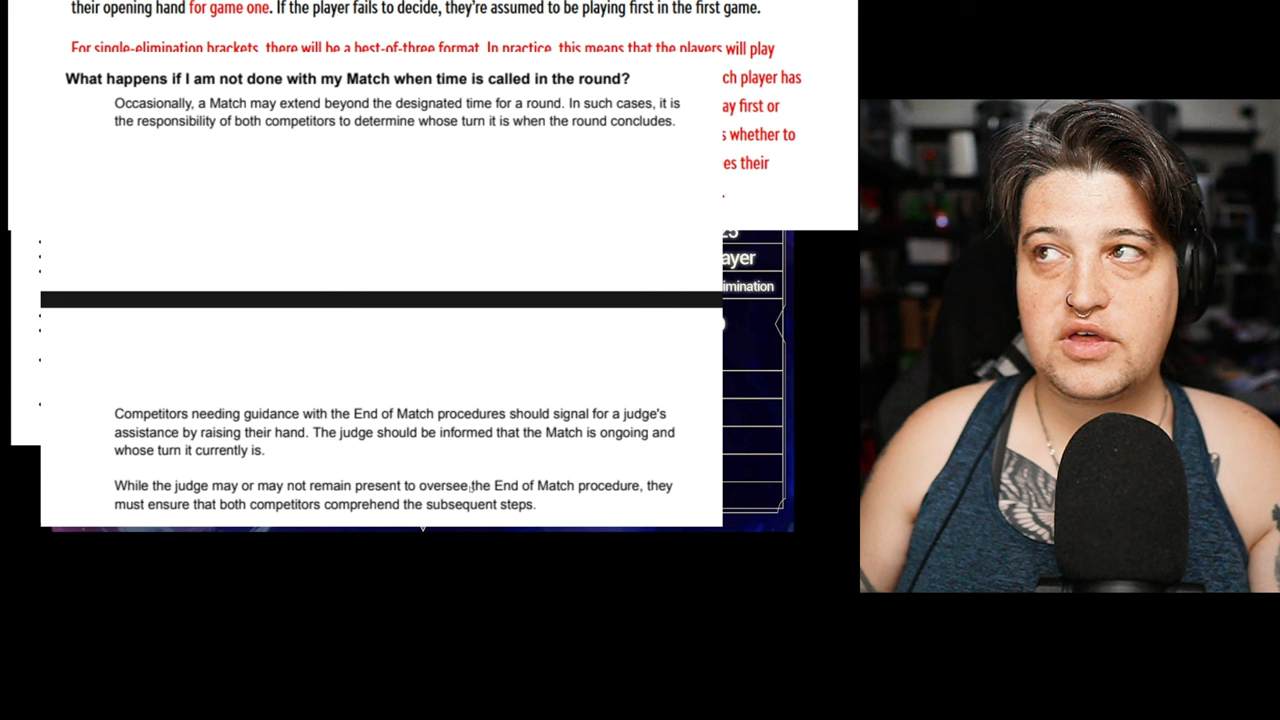 their opening hand for game one. If the player fails to decide, they're assumed to be playing first in the first game.
For single-elimination brackets, there will be a best-of-three format. In practice, this means that the players will play
What happens if I am not done with my Match when time is called in the round?
ch player has
Occasionally, a Match may extend beyond the designated time for a round. In such cases, it is
ay first or
the responsibility of both competitors to determine whose turn it is when the round concludes.
s whether to
es their
25
ayer
imination
Competitors needing guidance with the End of Match procedures should signal for a judge's
assistance by raising their hand. The judge should be informed that the Match is ongoing and
whose turn it currently is.
While the judge may or may not remain present to oversee the End of Match procedure, they
must ensure that both competitors comprehend the subsequent steps.